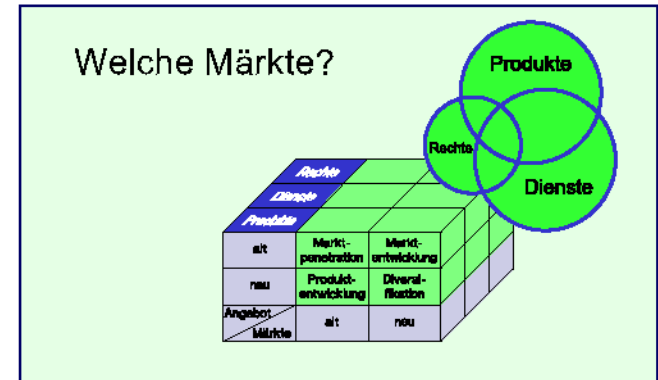 Welche Märkte?
Produkte
Rechte
Dienste
Rechte
Dienste
Produkte
alt
Markt-
penetration
Markt-
entwicklung
neu
Produkt-
entwicklung
Diversi-
fikation
Angebot
Märkte
alt
neu